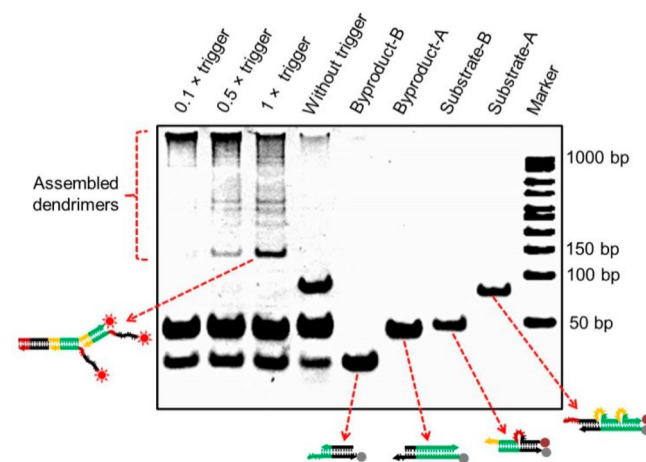 0.1 × trigger
0.5 × trigger
1 × trigger
Without trigger
Byproduct-B
Byproduct-A
Substrate-B
Substrate-A
Marker
Assembled
dendrimers
1000 bp
150 bp
100 bp
50 bp